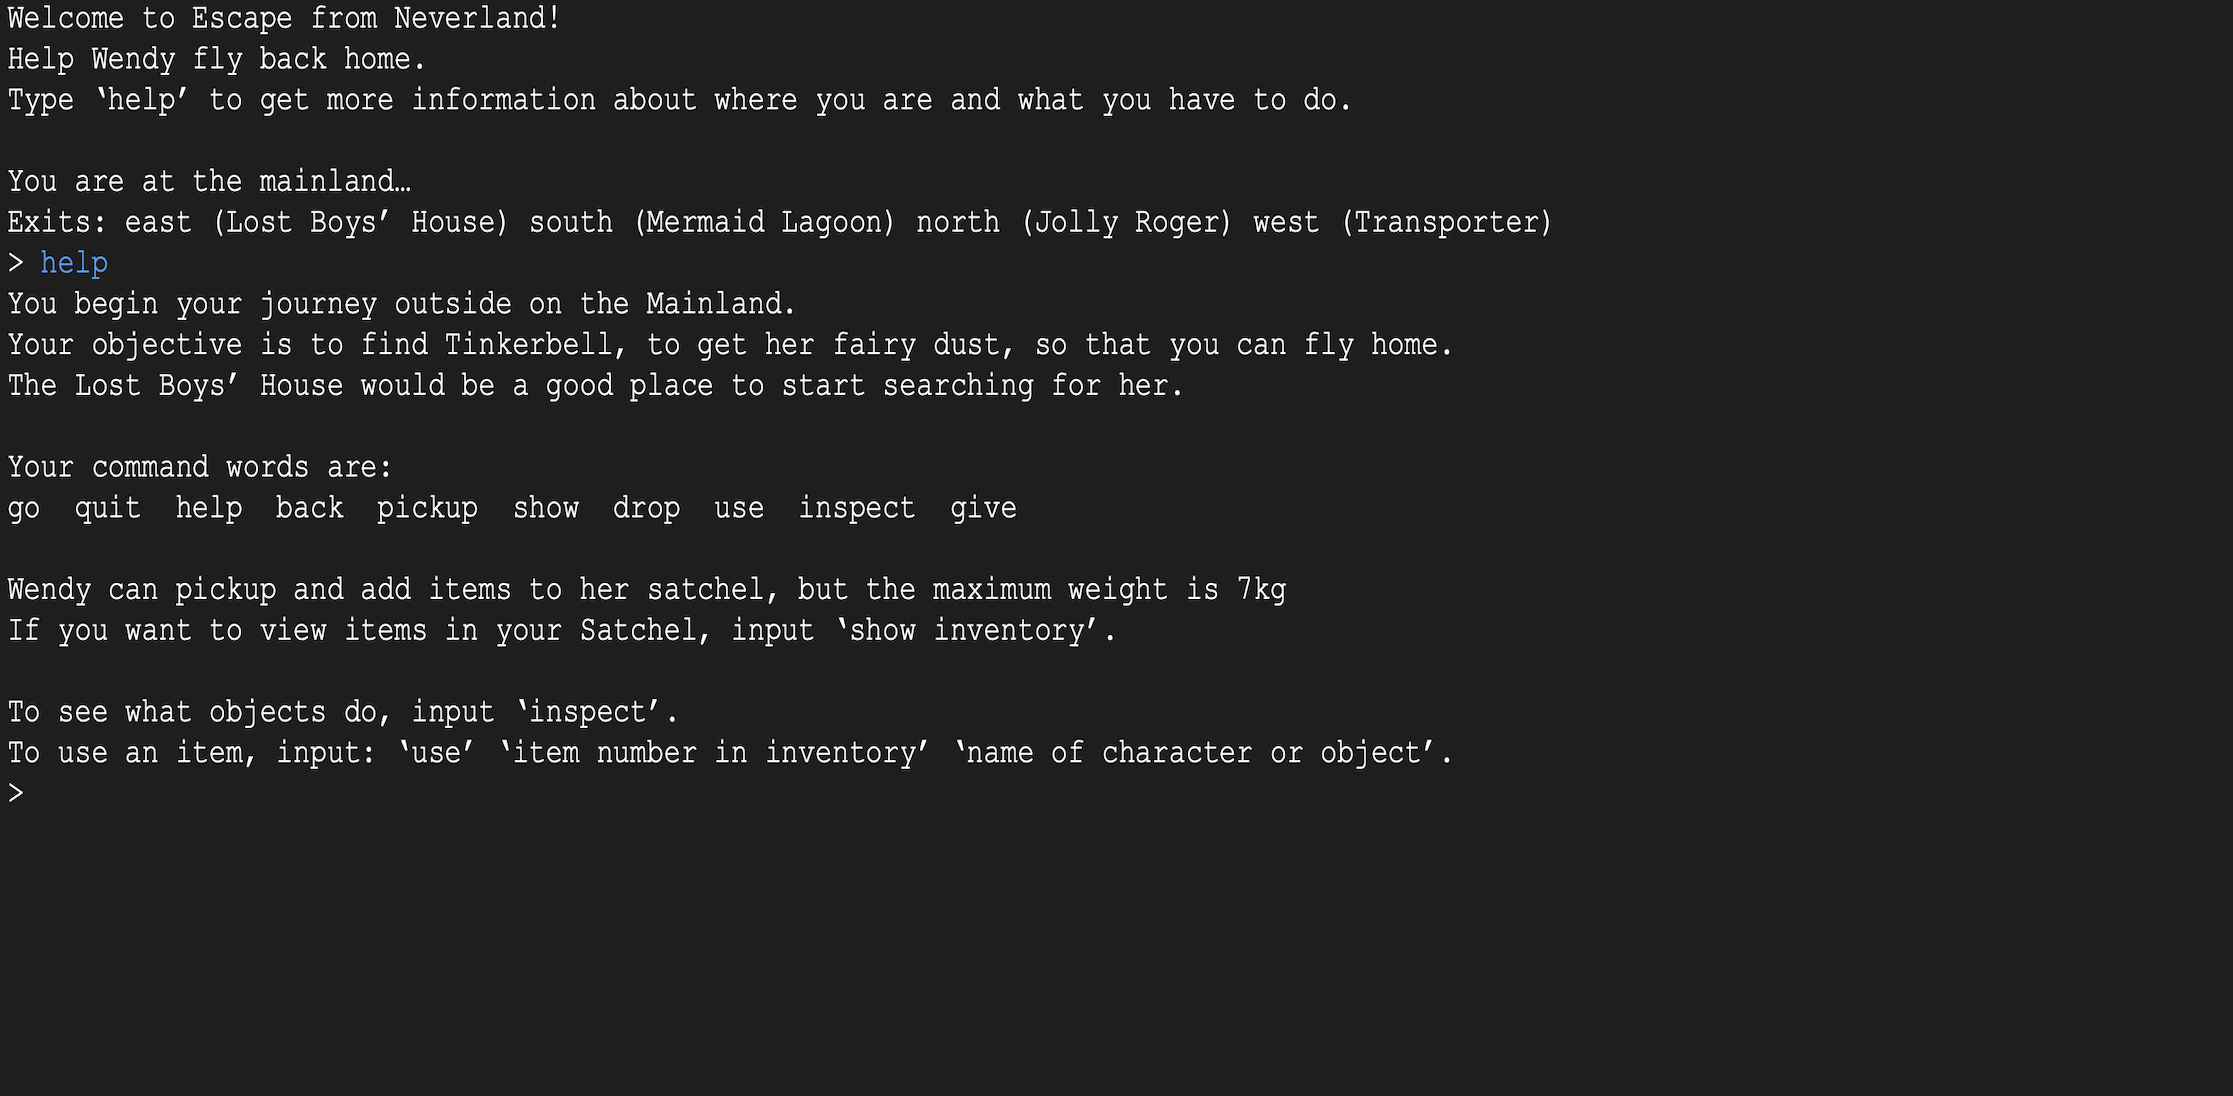 Welcome to Escape from Neverland!
Help Wendy fly back home.
Type ‛help’ to get more information about where you are and what you have to do.
You are at the mainland…
Exits: east (Lost Boys’ House) south (Mermaid Lagoon) north (Jolly Roger) west (Transporter)
> help
You begin your journey outside on the Mainland.
Your objective is to find Tinkerbell, to get her fairy dust, so that you can fly home.
The Lost Boys’ House would be a good place to start searching for her.
Your command words are:
go  quit  help  back  pickup  show  drop  use  inspect  give
Wendy can pickup and add items to her satchel, but the maximum weight is 7kg
If you want to view items in your Satchel, input ‛show inventory’.
To see what objects do, input ‛inspect’.
To use an item, input: ‛use’ ‛item number in inventory’ ‛name of character or object’.
>